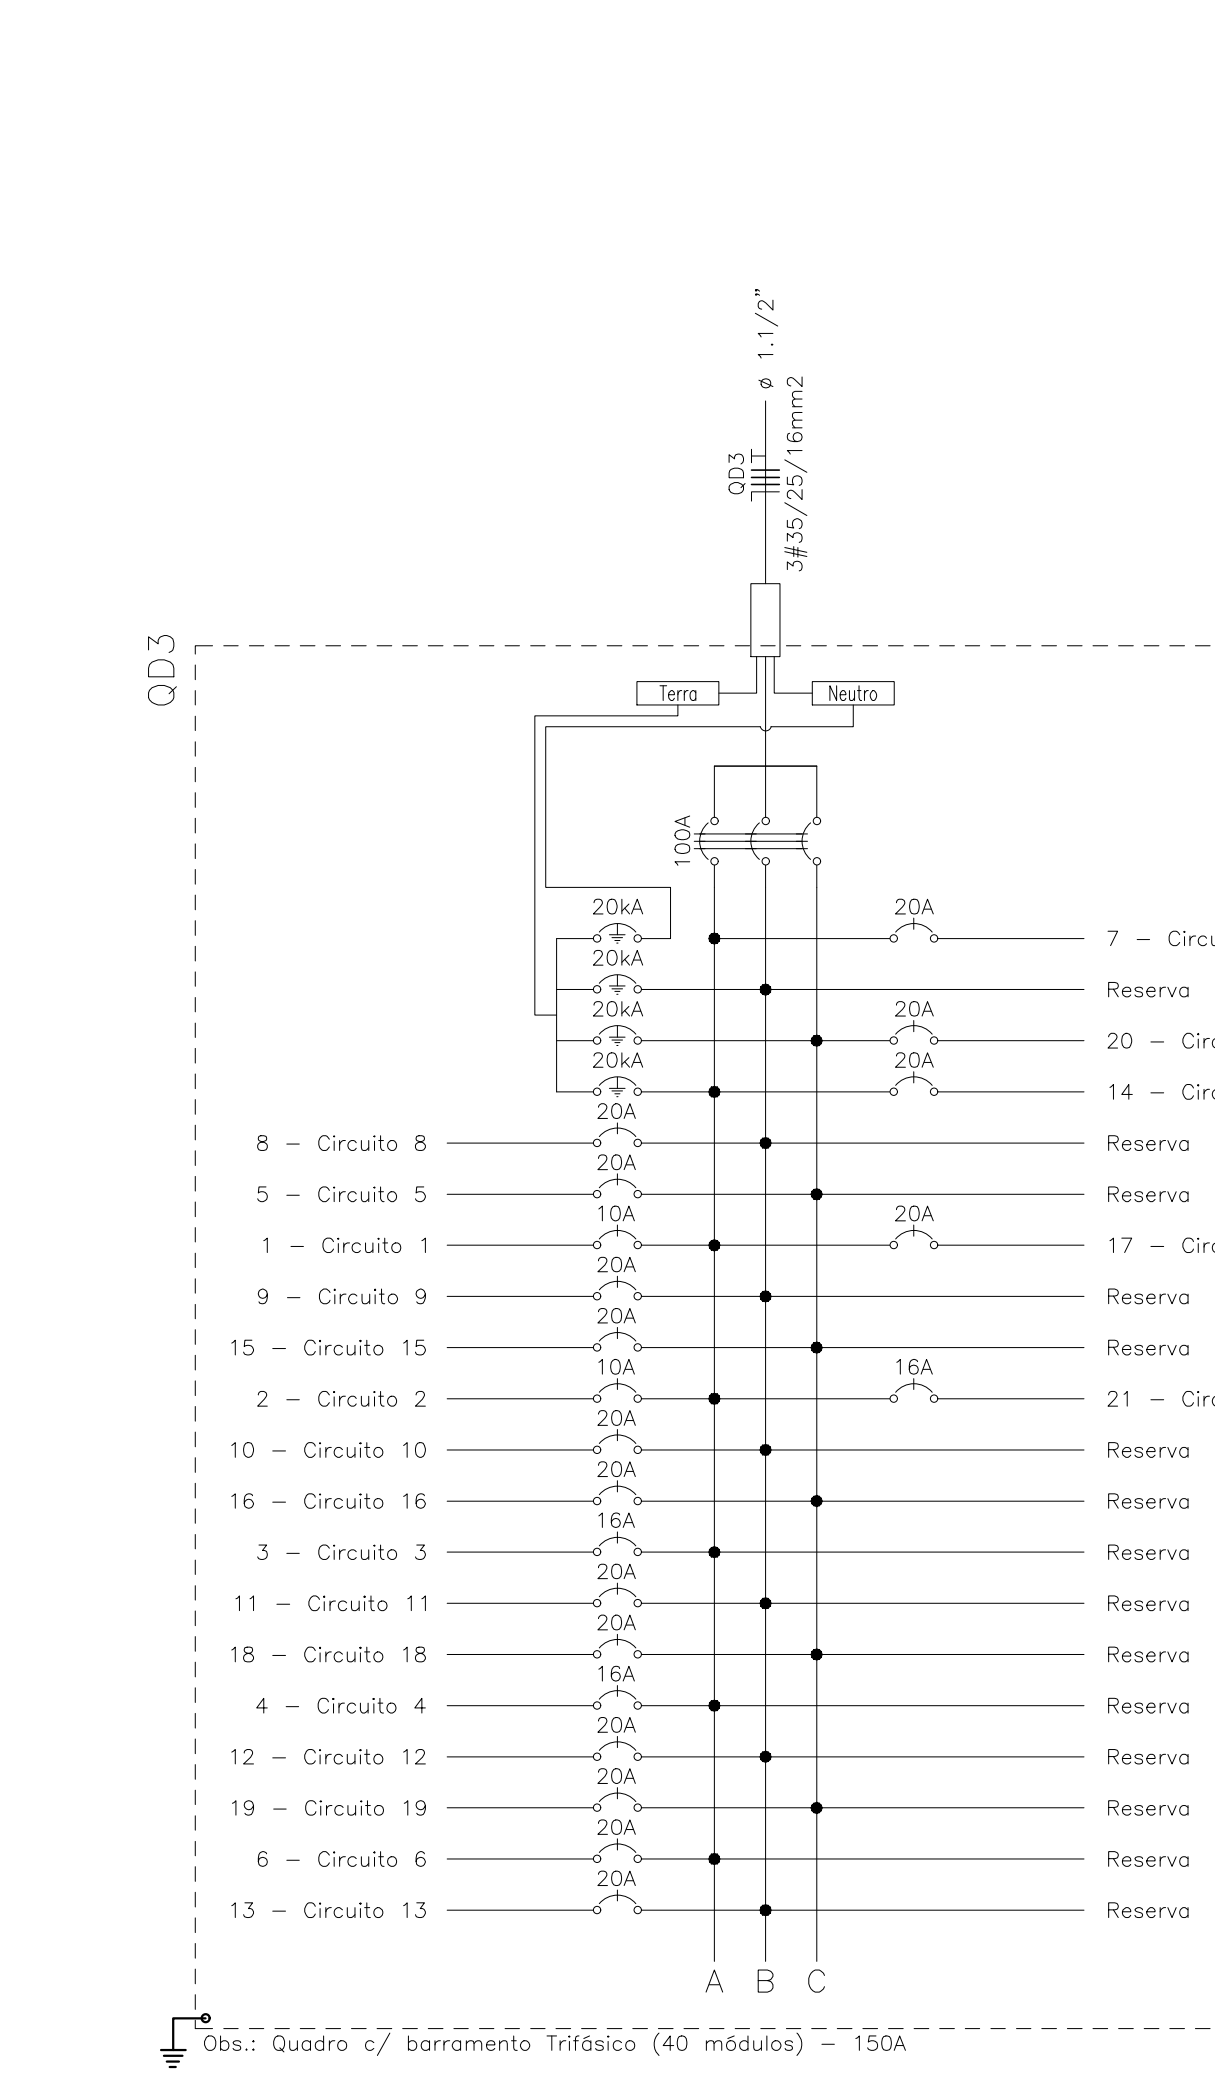 ø 1.1/2"
QD3
3#35/25/16mm2
QD3
Terra
Neutro
100A
20kA
20A
7 - Circu
20kA
Reserva
20kA
20A
20 - Circ
20kA
20A
14 - Circ
20A
8 - Circuito 8
Reserva
20A
5 - Circuito 5
Reserva
10A
20A
1 - Circuito 1
17 - Circ
20A
9 - Circuito 9
Reserva
20A
15 - Circuito 15
Reserva
10A
16A
2 - Circuito 2
21 - Circ
20A
10 - Circuito 10
Reserva
20A
16 - Circuito 16
Reserva
16A
3 - Circuito 3
Reserva
20A
11 - Circuito 11
Reserva
20A
18 - Circuito 18
Reserva
16A
4 - Circuito 4
Reserva
20A
12 - Circuito 12
Reserva
20A
19 - Circuito 19
Reserva
20A
6 - Circuito 6
Reserva
20A
13 - Circuito 13
Reserva
A B C
Obs.: Quadro c/ barramento Trifásico (40 módulos) - 150A